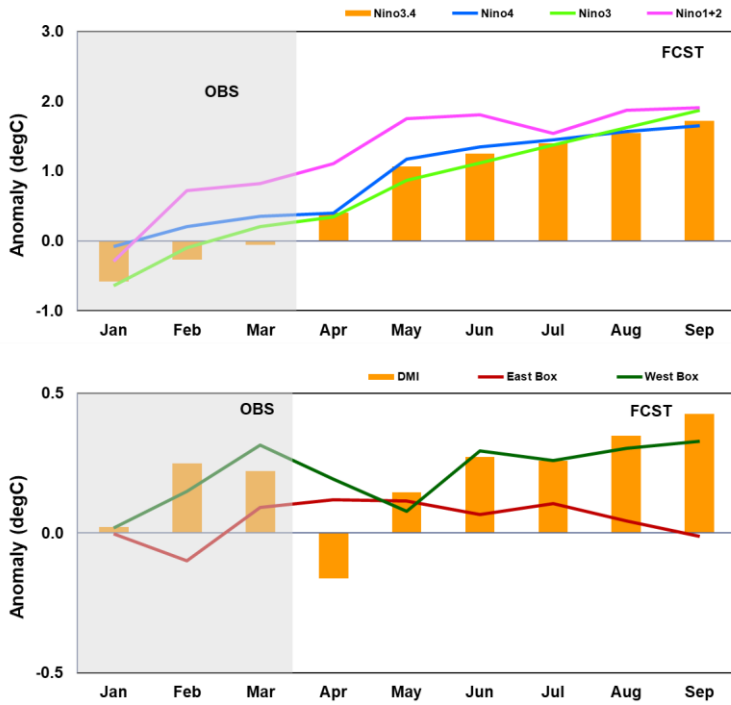 Nino3.4 Nino4 Nino3 Nino1+2
3.0
FCST
OBS
2.0
1.0
0.0
-1.0
Anomaly (degC)
Jan Feb Mar Apr May Jun Jul Aug Sep
DMI East Box West Box
0.5
OBS FCST
0.0
-0.5
Anomaly (degC)
Jan Feb Mar Apr May Jun Jul Aug Sep